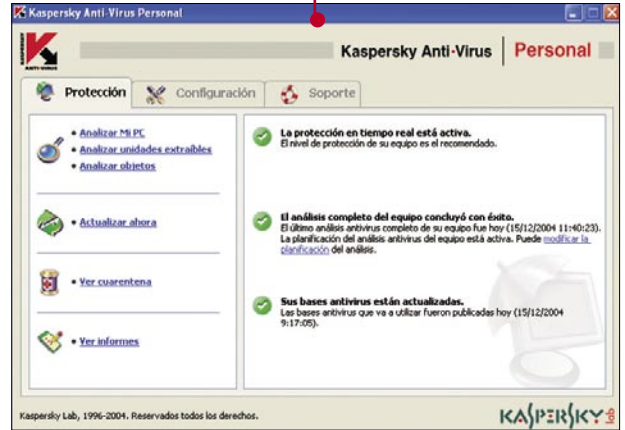 Kaspersky Anti-Virus Personal
ANTI-VIRUS
Kaspersky Anti-Virus Personal
Protección
Configuración
Soporte
• Analizar Mi PC
• Analizar unidades extraíbles
• Analizar objetos
• Actualizar ahora
• Ver cuarentena
• Ver informes
La protección en tiempo real está activa.
El nivel de protección de su equipo es el recomendado.
El análisis completo del equipo concluyó con éxito.
El último análisis antivirus completo de su equipo fue hoy (15/12/2004 11:40:23).
La planificación del análisis antivirus del equipo está activa. Puede modificar la
planificación del análisis.
Sus bases antivirus están actualizadas.
Las bases antivirus que va a utilizar fueron publicadas hoy (15/12/2004
9:17:05).
Kaspersky Lab, 1996-2004. Reservados todos los derechos.
KASPERSKY lab